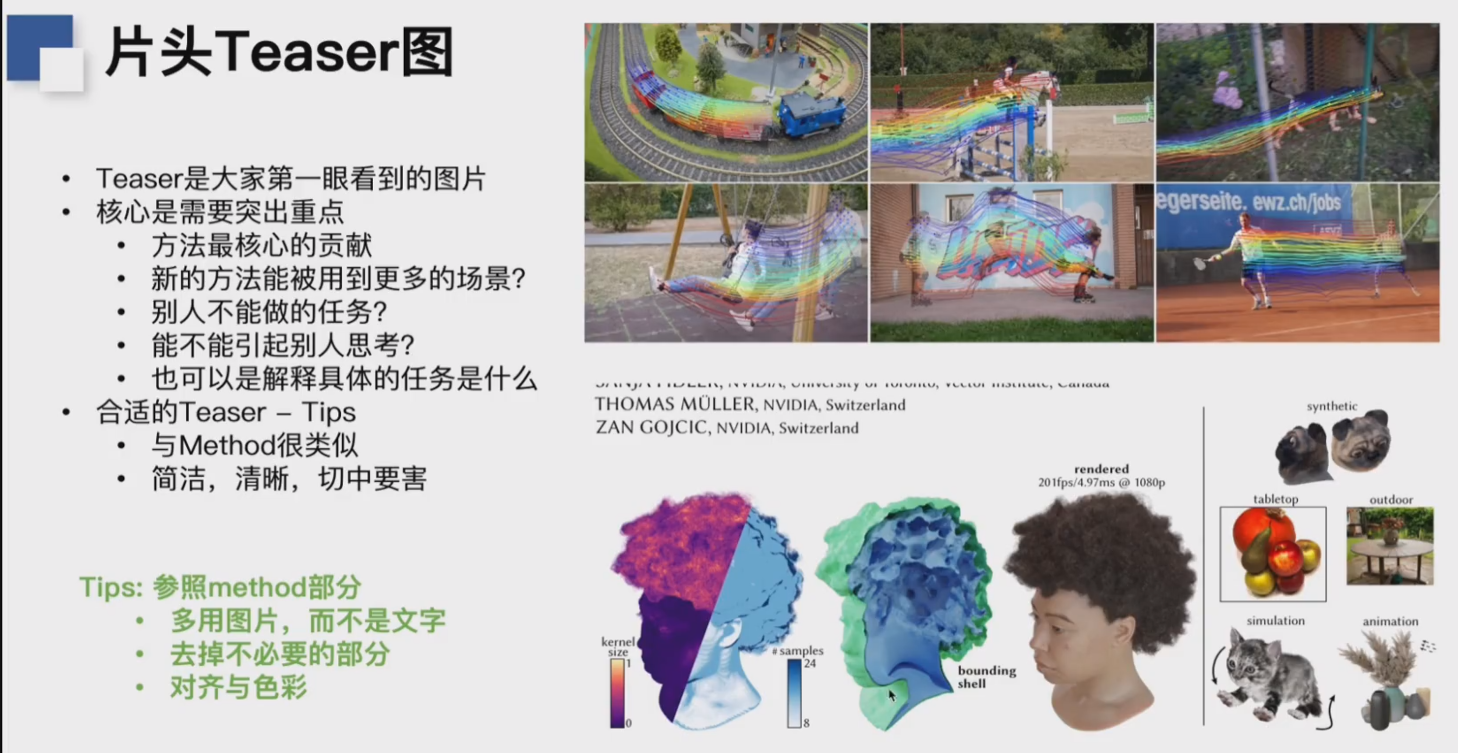 片头Teaser图
• Teaser是大家第一眼看到的图片
• 核心是需要突出重点
• 方法最核心的贡献
• 新的方法能被用到更多的场景?
• 别人不能做的任务?
• 能不能引起别人思考?
• 也可以是解释具体的任务是什么
• 合适的Teaser – Tips
• 与Method很类似
• 简洁，清晰，切中要害
Tips: 参照method部分
• 多用图片，而不是文字
• 去掉不必要的部分
• 对齐与色彩
egerseite. ewz.ch/jobs
SANJA FIDLER, NVIDIA, University of Toronto, Vector Institute, Canada
THOMAS MÜLLER, NVIDIA, Switzerland
ZAN GOJCIC, NVIDIA, Switzerland
kernel
size
1
0
# samples
24
8
bounding
shell
rendered
201fps/4.97ms @ 1080p
synthetic
tabletop
outdoor
simulation
animation